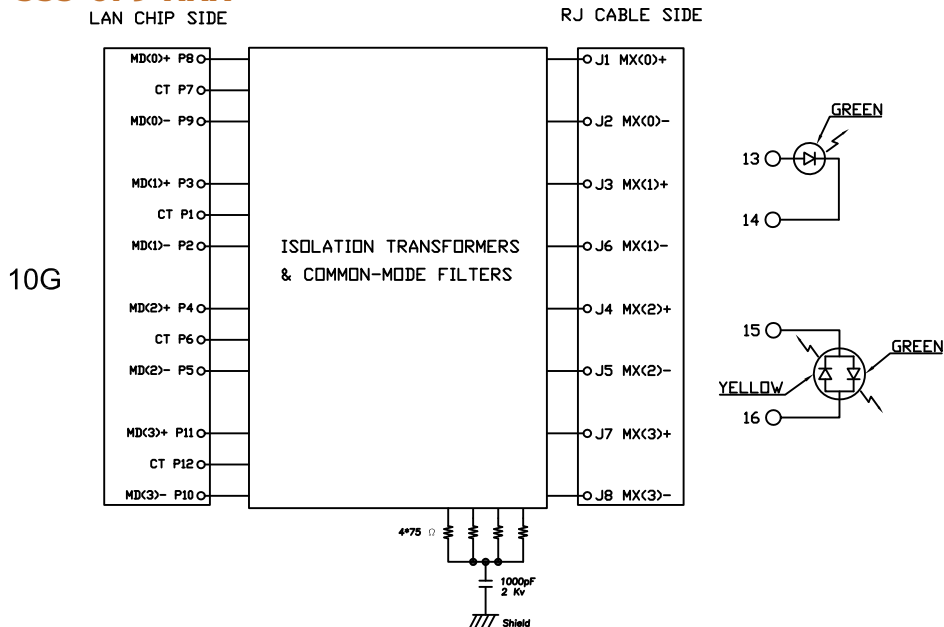 LAN CHIP SIDE
RJ CABLE SIDE
MD(0)+ P8
CT P7
MD(0)- P9
MD(1)+ P3
CT P1
MD(1)- P2
MD(2)+ P4
CT P6
MD(2)- P5
MD(3)+ P11
CT P12
MD(3)- P10
10G
ISOLATION TRANSFORMERS
& COMMON-MODE FILTERS
J1 MX(0)+
J2 MX(0)-
J3 MX(1)+
J6 MX(1)-
J4 MX(2)+
J5 MX(2)-
J7 MX(3)+
J8 MX(3)-
4*75 Ω
1000pF
2 Kv
Shield
GREEN
13
14
15
GREEN
YELLOW
16